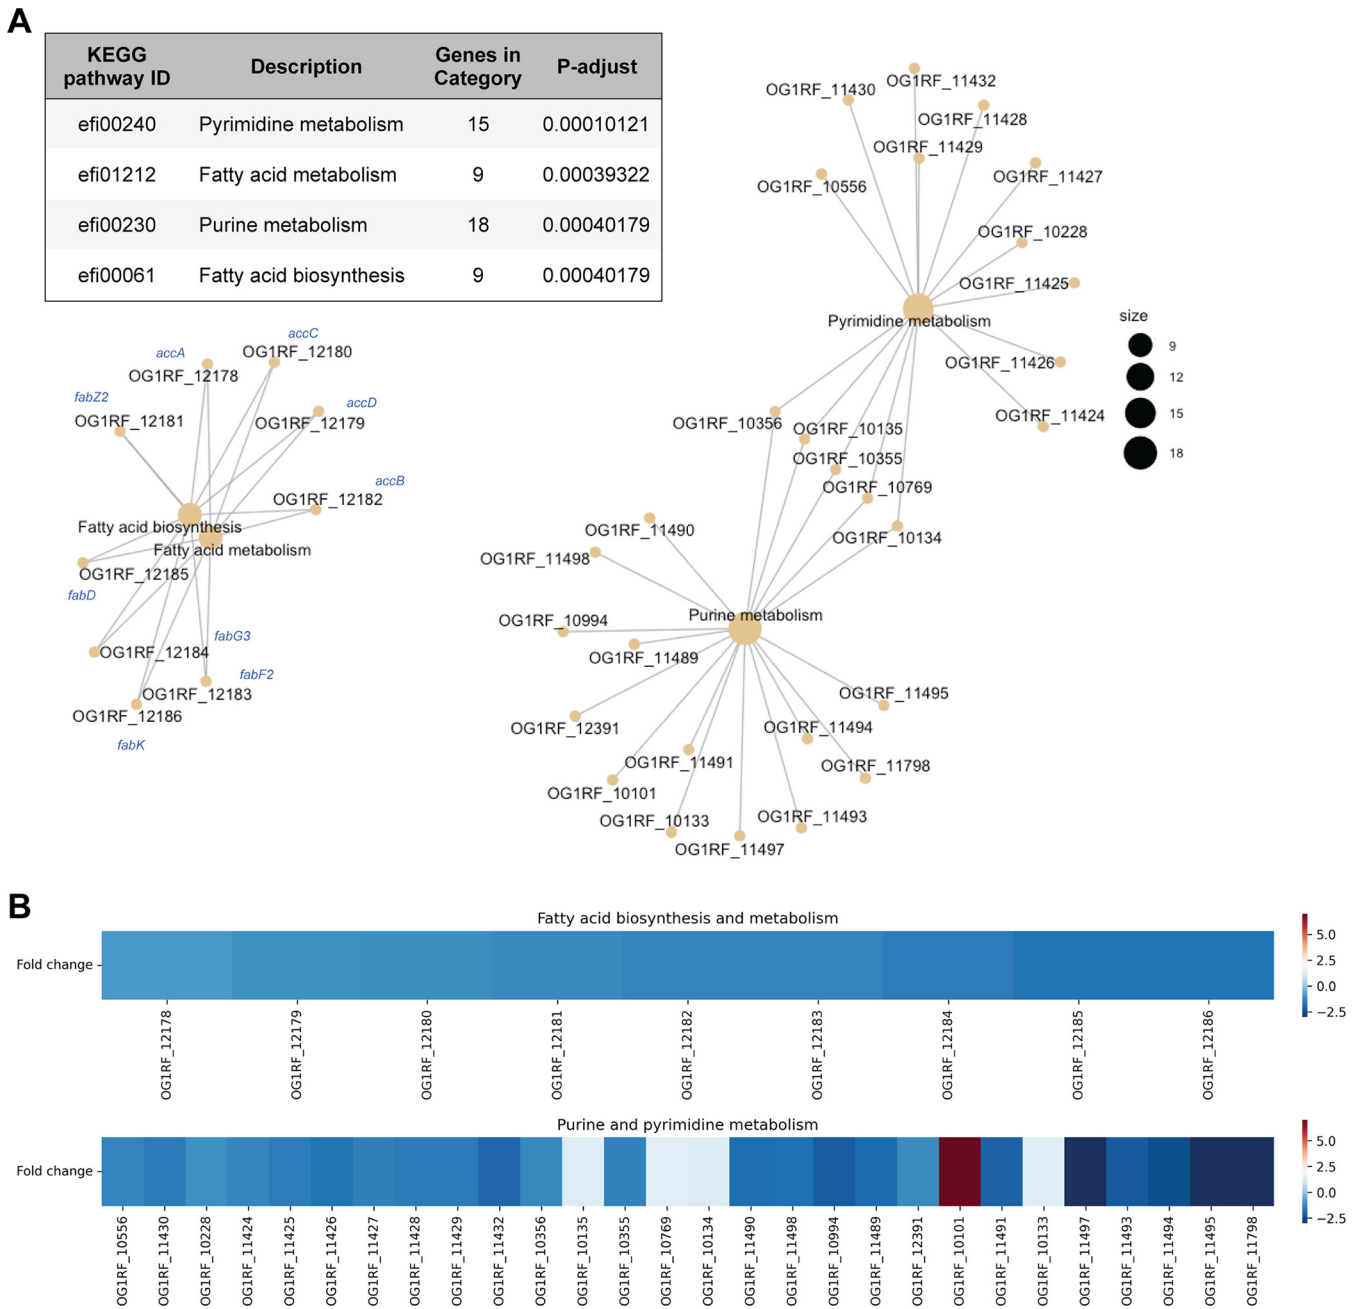 A
KEGG pathway ID Description Genes in Category P-adjust
efi00240 Pyrimidine metabolism 15 0.00010121
efi01212 Fatty acid metabolism 9 0.00039322
efi00230 Purine metabolism 18 0.00040179
efi00061 Fatty acid biosynthesis 9 0.00040179
accC
OG1RF_12180
accA
OG1RF_12178
fabZ2
OG1RF_12181
accD
OG1RF_12179
accB
OG1RF_12182
Fatty acid biosynthesis
Fatty acid metabolism
OG1RF_12185
fabD
fabG3
OG1RF_12184
fabF2
OG1RF_12183
OG1RF_12186
fabK
OG1RF_11432
OG1RF_11430
OG1RF_11428
OG1RF_11429
OG1RF_11427
OG1RF_10556
OG1RF_10228
OG1RF_11425
Pyrimidine metabolism
OG1RF_11426
OG1RF_11424
OG1RF_10356
OG1RF_10135
OG1RF_10355
OG1RF_10769
OG1RF_10134
OG1RF_11490
OG1RF_11498
Purine metabolism
OG1RF_10994
OG1RF_11489
OG1RF_11495
OG1RF_12391
OG1RF_11494
OG1RF_11491
OG1RF_11798
OG1RF_10101
OG1RF_10133
OG1RF_11493
OG1RF_11497
size
9
12
15
18
B
Fatty acid biosynthesis and metabolism
Fold change
5.0
2.5
0.0
−2.5
OG1RF_12178
OG1RF_12179
OG1RF_12180
OG1RF_12181
OG1RF_12182
OG1RF_12183
OG1RF_12184
OG1RF_12185
OG1RF_12186
Purine and pyrimidine metabolism
Fold change
5.0
2.5
0.0
−2.5
OG1RF_10556
OG1RF_11430
OG1RF_10228
OG1RF_11424
OG1RF_11425
OG1RF_11426
OG1RF_11427
OG1RF_11428
OG1RF_11429
OG1RF_11432
OG1RF_10356
OG1RF_10135
OG1RF_10355
OG1RF_10769
OG1RF_10134
OG1RF_11490
OG1RF_11498
OG1RF_10994
OG1RF_11489
OG1RF_12391
OG1RF_10101
OG1RF_11491
OG1RF_10133
OG1RF_11497
OG1RF_11493
OG1RF_11494
OG1RF_11495
OG1RF_11798